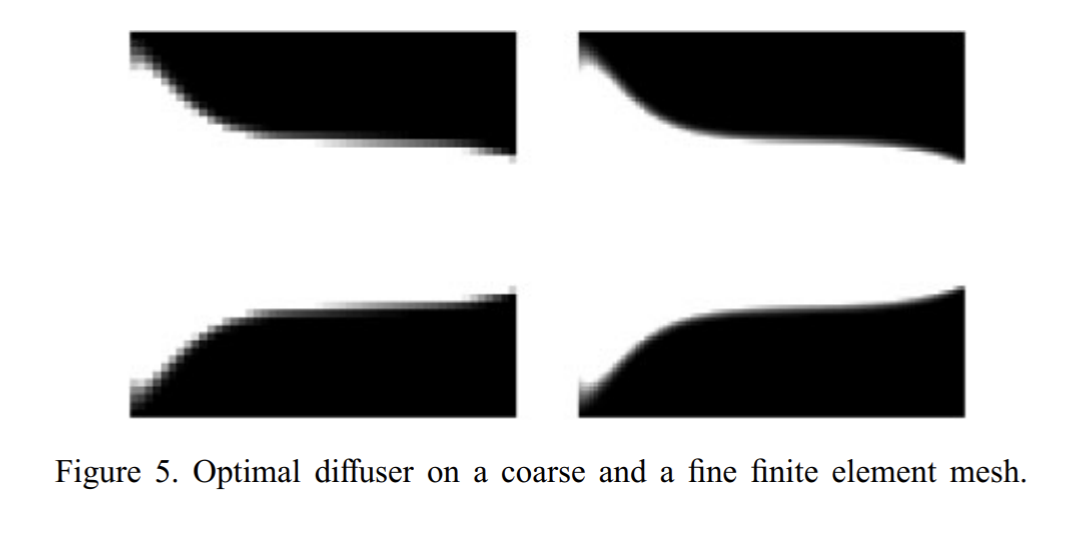 Figure 5. Optimal diffuser on a coarse and a fine finite element mesh.